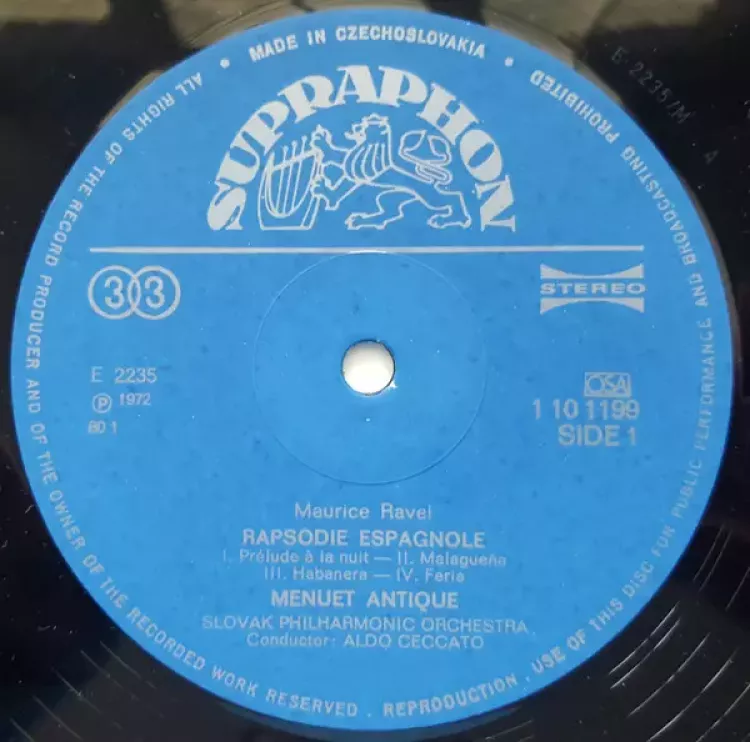 MADE IN CZECHOSLOVAKIA
ALL RIGHTS OF THE RECORD PRODUCER AND OF THE OWNER OF THE RECORDED WORK RESERVED . REPRODUCTION . USE OF THIS DISC FOR PUBLIC PERFORMANCE AND BROADCASTING PROHIBITED
SUPRAPHON
33
STEREO
E 2235
Ⓟ 1972
80 1
OSA
1 10 1199
SIDE 1
Maurice Ravel
RAPSODIE ESPAGNOLE
I. Prélude à la nuit — II. Malagueña
III. Habanera — IV. Feria
MENUET ANTIQUE
SLOVAK PHILHARMONIC ORCHESTRA
Conductor: ALDO CECCATO
E-2235/M A